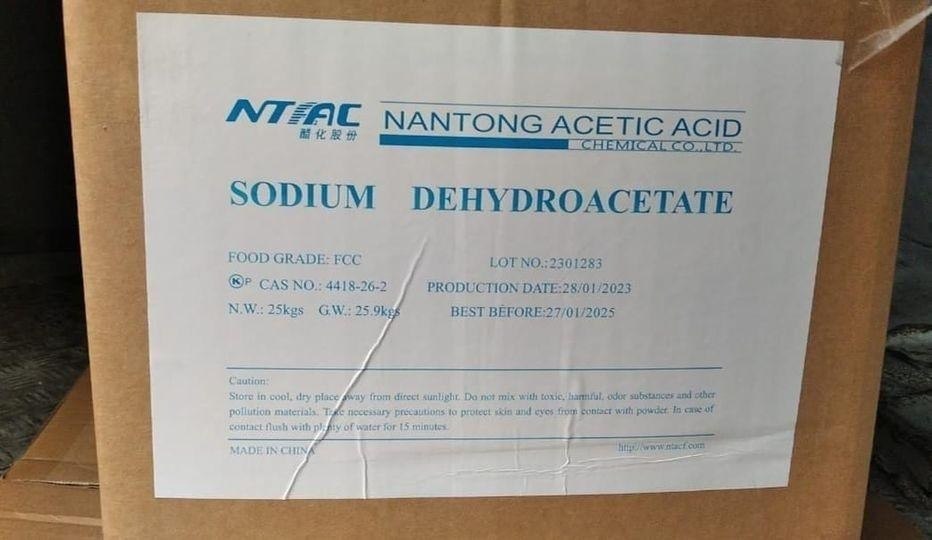 NTAAC
醋化股份
NANTONG ACETIC ACID
CHEMICAL CO.,LTD.
SODIUM DEHYDROACETATE
FOOD GRADE: FCC
LOT NO.:2301283
K P CAS NO.: 4418-26-2
PRODUCTION DATE:28/01/2023
N.W.: 25kgs G.W.: 25.9kgs
BEST BEFORE:27/01/2025
Caution:
Store in cool, dry place away from direct sunlight. Do not mix with toxic, harmful, odor substances and other
pollution materials. Take necessary precautions to protect skin and eyes from contact with powder. In case of
contact flush with plenty of water for 15 minutes.
MADE IN CHINA
http://www.ntacf.com